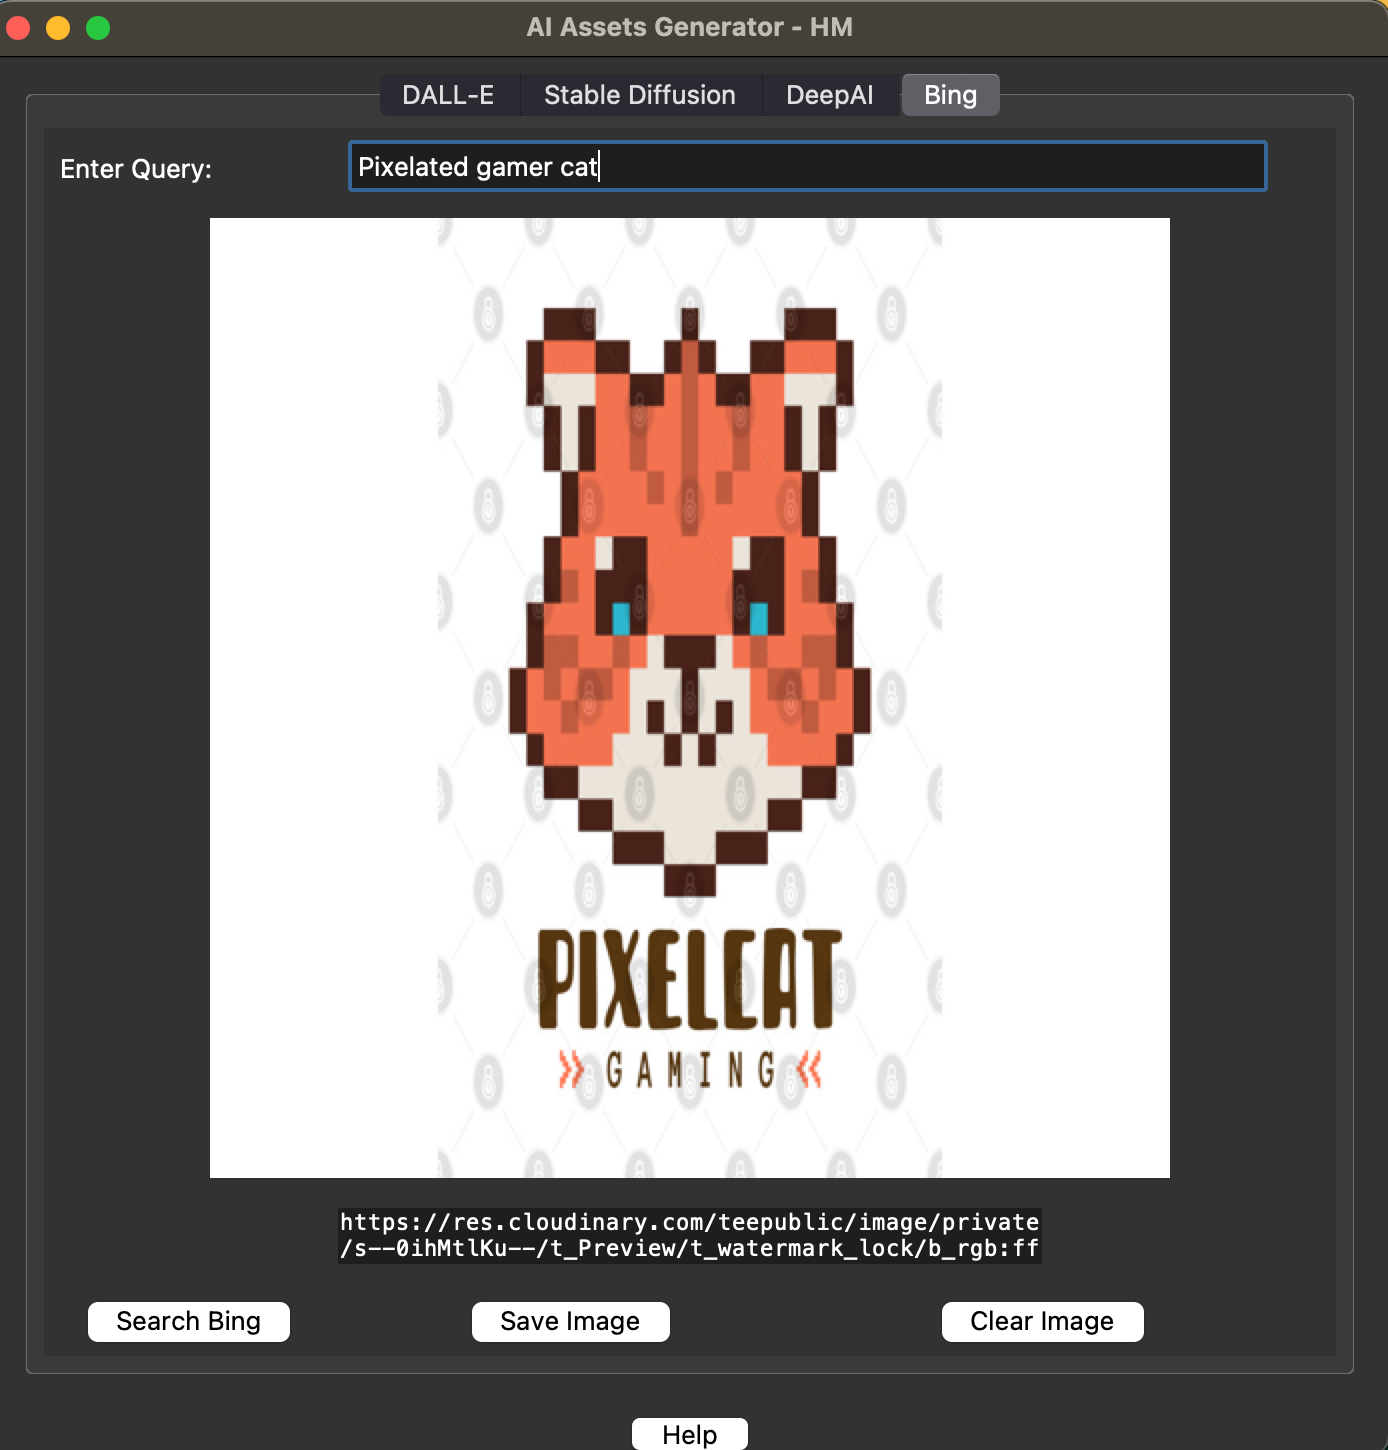 AI Assets Generator - HM
DALL-E Stable Diffusion DeepAI Bing
Enter Query: Pixelated gamer cat
PIXELCAT
» GAMING «
https://res.cloudinary.com/teepublic/image/private
/s--0ihMtlKu--/t_Preview/t_watermark_lock/b_rgb:ff
Search Bing Save Image Clear Image
Help